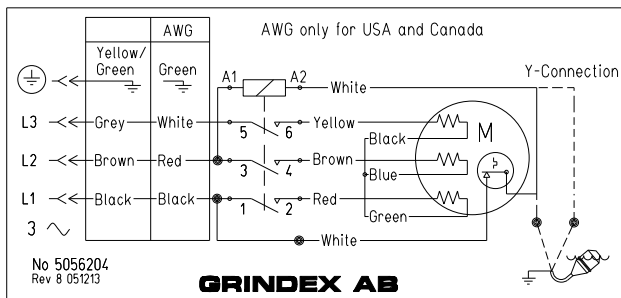 AWG AWG only for USA and Canada
Yellow/
Green Green A1 A2 White Y-Connection
L3 Grey White 5 6 Yellow
Black M
L2 Brown Red 3 4 Brown
Blue
L1 Black Black 1 2 Red
Green
3 White
No 5056204
Rev 8 051213
GRINDEX AB